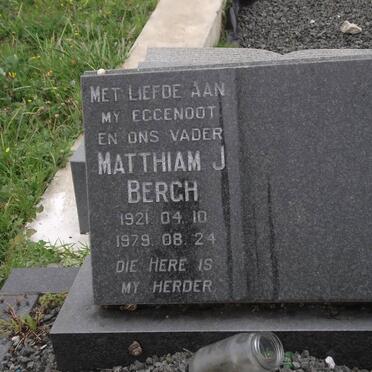 MET LIEFDE AAN
MY EGGENOOT
EN ONS VADER
MATTHIAM J
BERGH
1921 04 10
1979 08 24
DIE HERE IS
MY HERDER